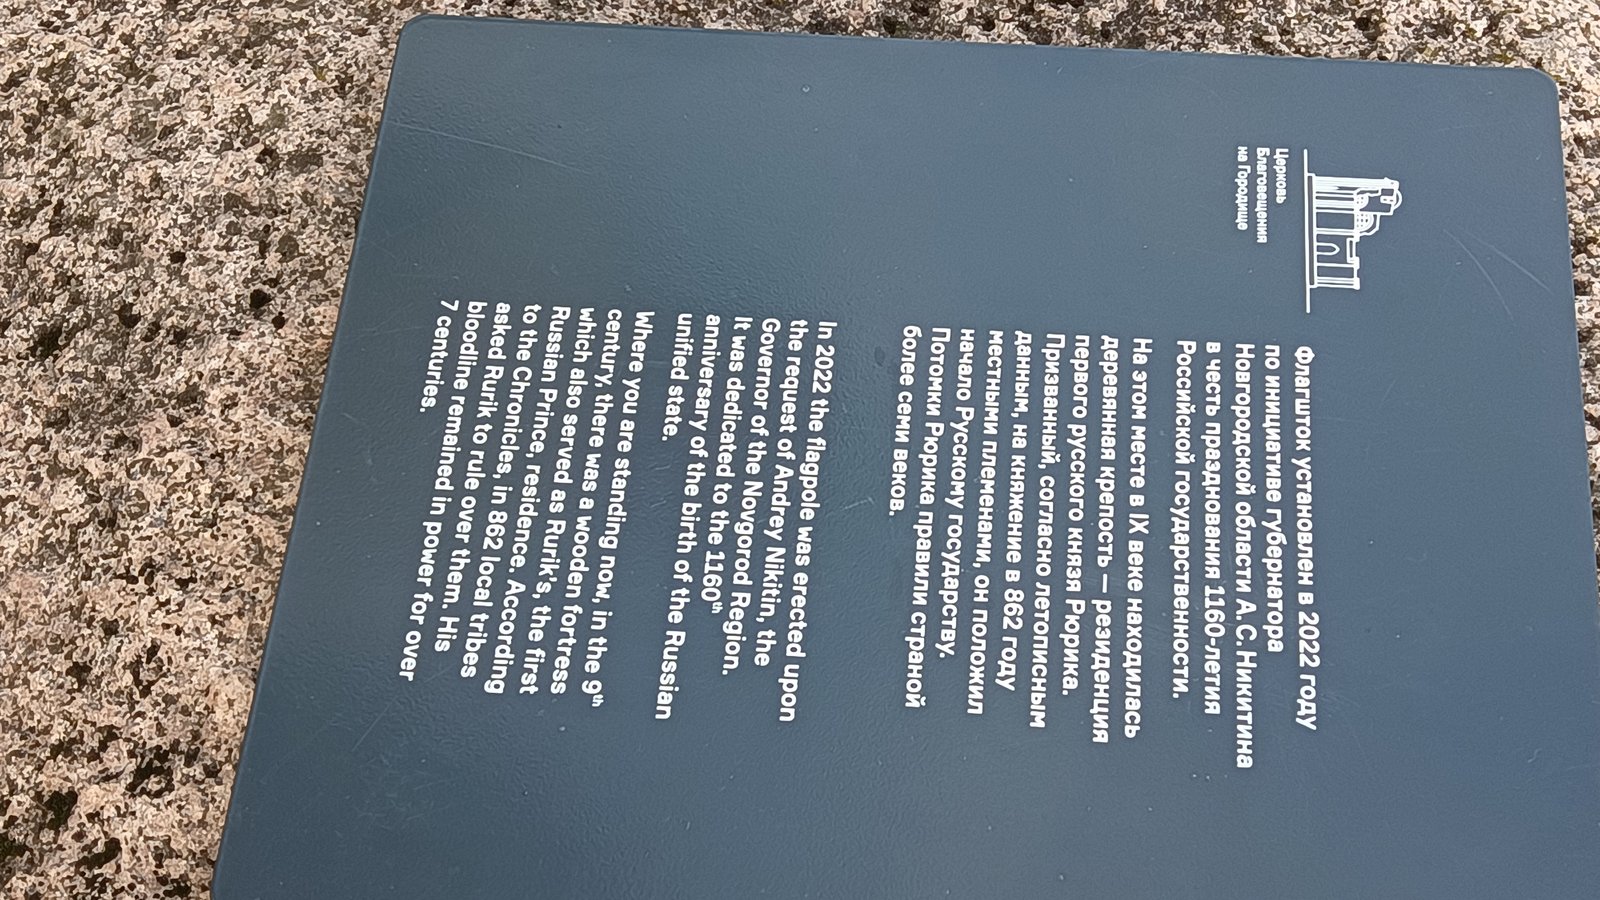 Церковь
Благовещения
на Городище
Флагшток установлен в 2022 году
по инициативе губернатора
Новгородской области А. С. Никитина
в честь празднования 1160-летия
Российской государственности.
На этом месте в IX веке находилась
деревянная крепость — резиденция
первого русского князя Рюрика.
Призванный, согласно летописным
данным, на княжение в 862 году
местными племенами, он положил
начало Русскому государству.
Потомки Рюрика правили страной
более семи веков.
In 2022 the flagpole was erected upon
the request of Andrey Nikitin, the
Governor of the Novgorod Region.
It was dedicated to the 1160th
anniversary of the birth of the Russian
unified state.
Where you are standing now, in the 9th
century, there was a wooden fortress
which also served as Rurik's, the first
Russian Prince, residence. According
to the Chronicles, in 862 local tribes
asked Rurik to rule over them. His
bloodline remained in power for over
7 centuries.